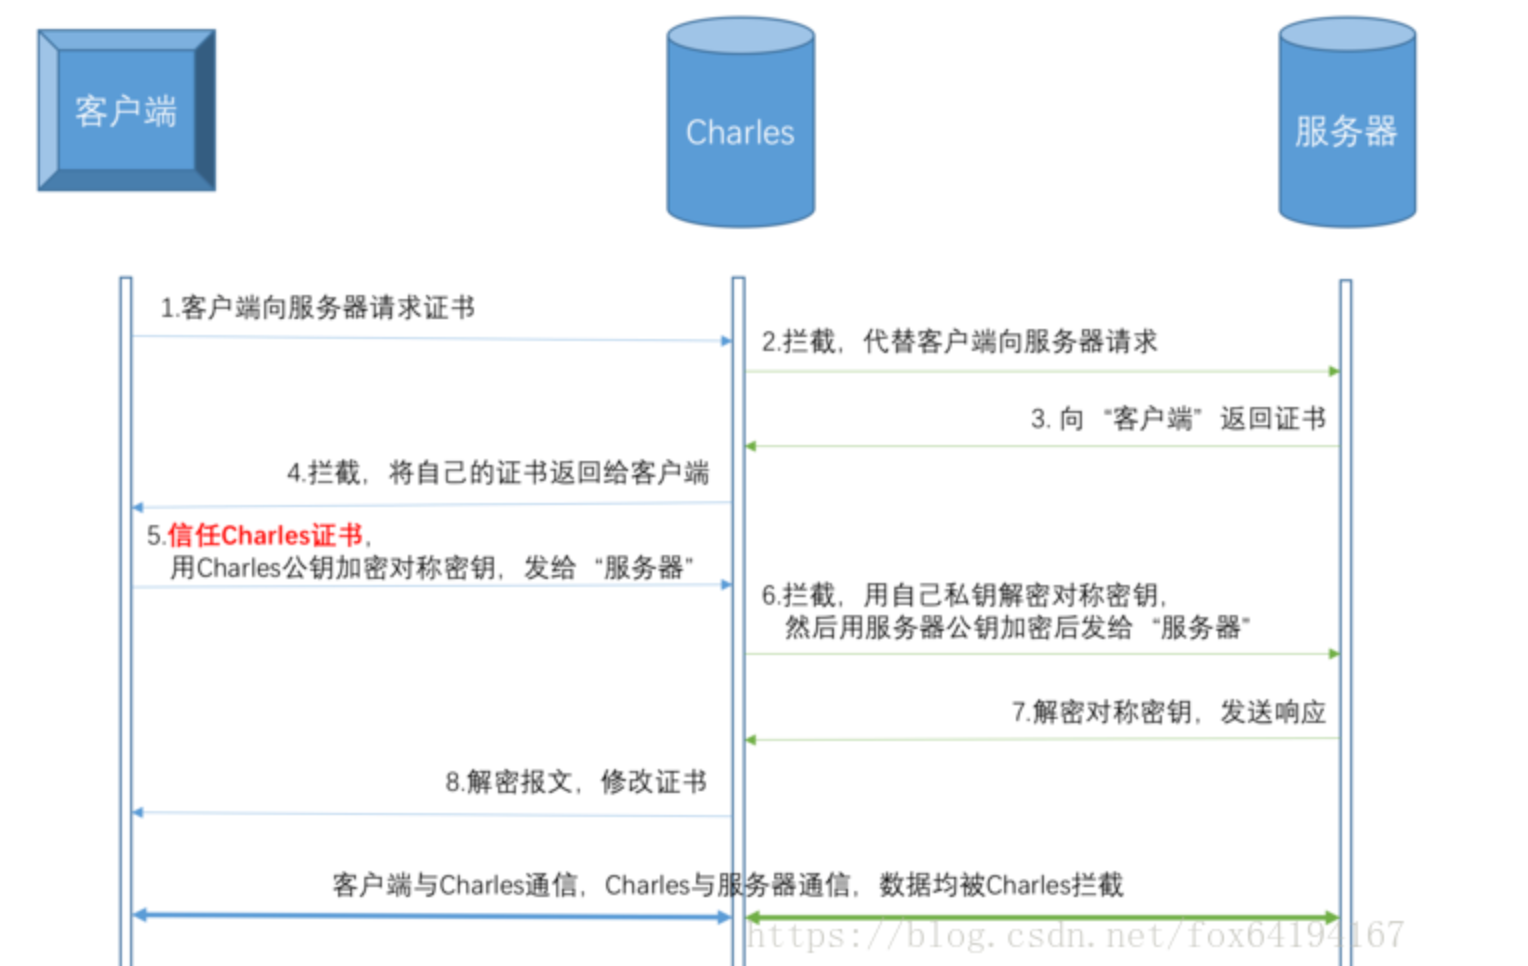 客户端
Charles
服务器
1.客户端向服务器请求证书
2.拦截，代替客户端向服务器请求
3. 向 “客户端” 返回证书
4.拦截，将自己的证书返回给客户端
5.信任Charles证书，
用Charles公钥加密对称密钥，发给 “服务器”
6.拦截，用自己私钥解密对称密钥，
然后用服务器公钥加密后发给 “服务器”
7.解密对称密钥，发送响应
8.解密报文，修改证书
客户端与Charles通信，Charles与服务器通信，数据均被Charles拦截
https://blog.csdn.net/fox64194167